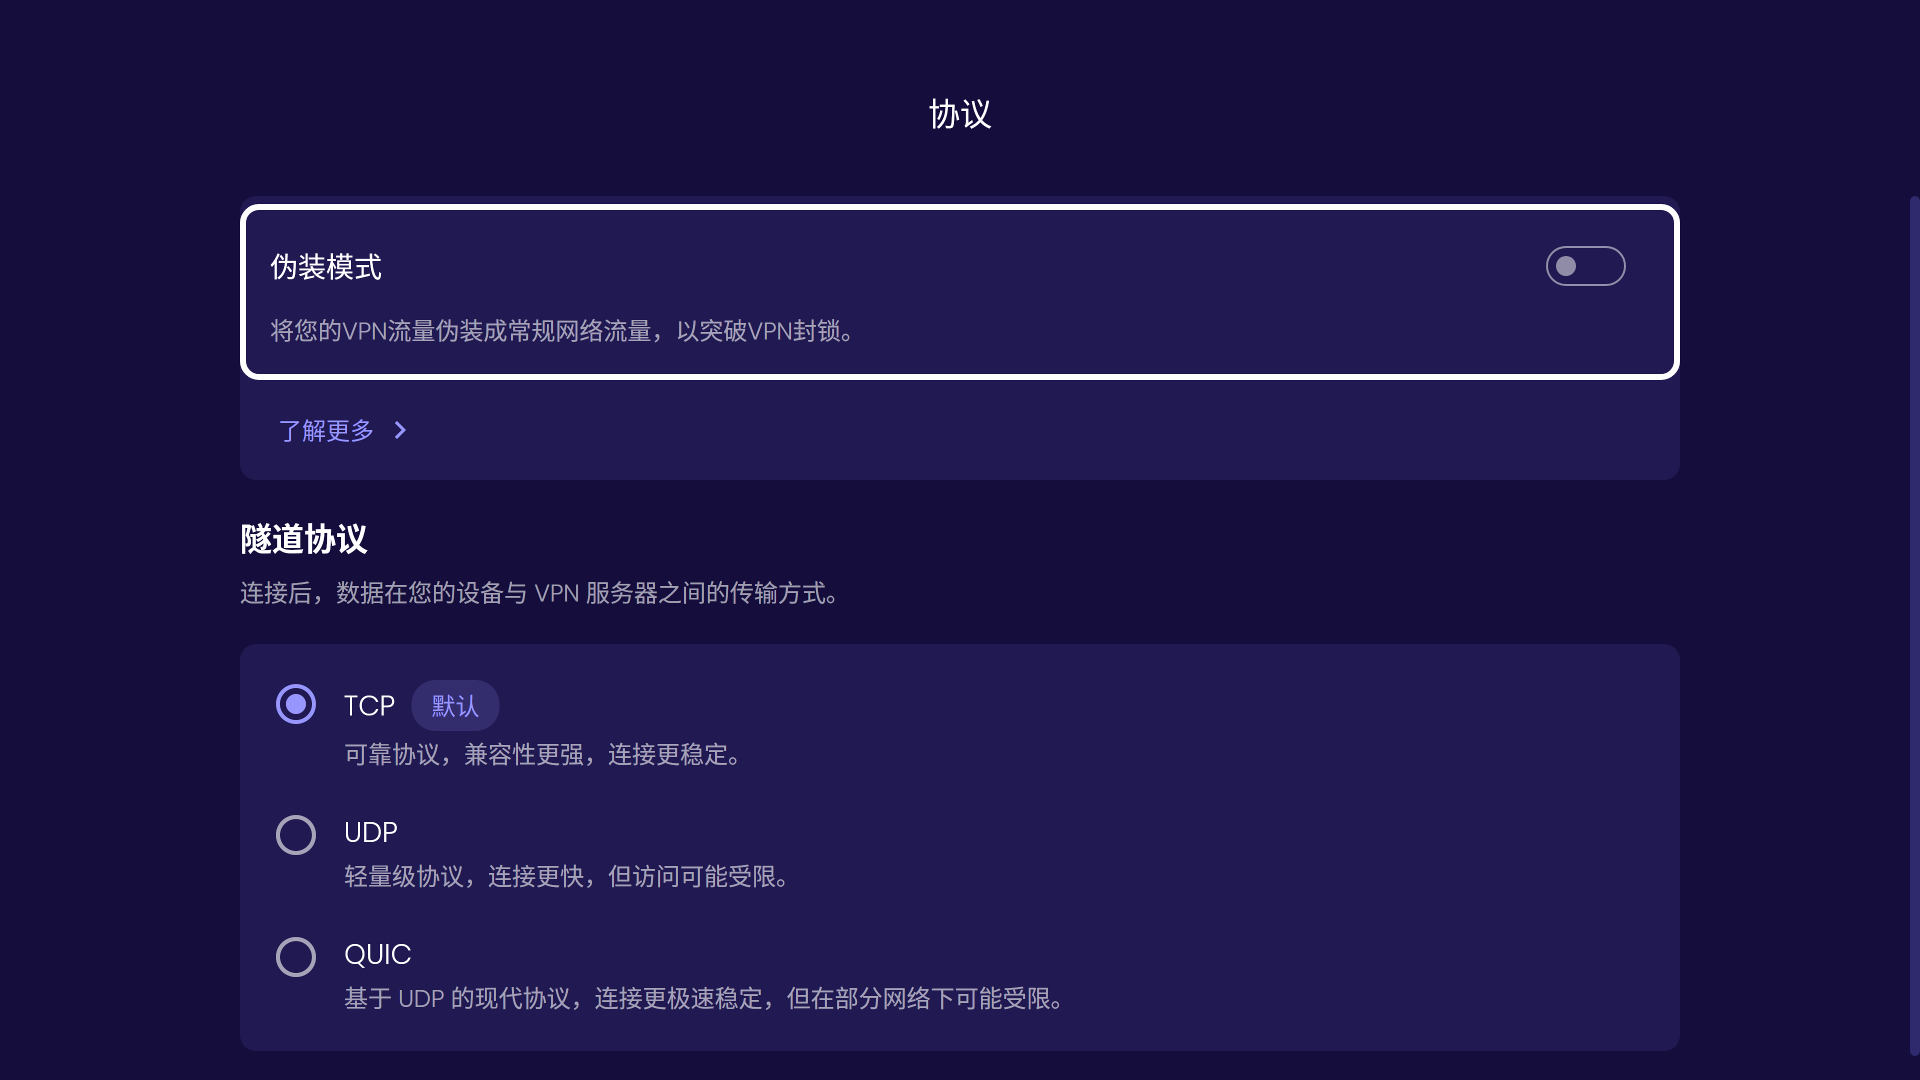 协议
伪装模式
将您的VPN流量伪装成常规网络流量，以突破VPN封锁。
了解更多
隧道协议
连接后，数据在您的设备与 VPN 服务器之间的传输方式。
TCP 默认
可靠协议，兼容性更强，连接更稳定。
UDP
轻量级协议，连接更快，但访问可能受限。
QUIC
基于 UDP 的现代协议，连接更极速稳定，但在部分网络下可能受限。